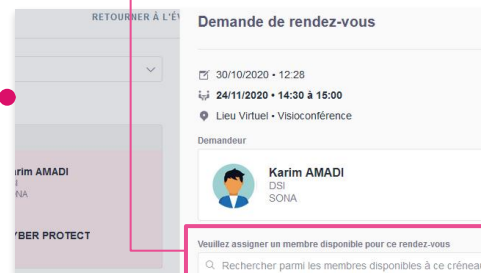 RETOURNER À L'ÉV
Demande de rendez-vous
30/10/2020 • 12:28
24/11/2020 • 14:30 à 15:00
Lieu Virtuel • Visioconférence
Demandeur
Karim AMADI
DSI
SONA
arim AMADI
NA
YBER PROTECT
Veuillez assigner un membre disponible pour ce rendez-vous
Rechercher parmi les membres disponibles à ce créneau